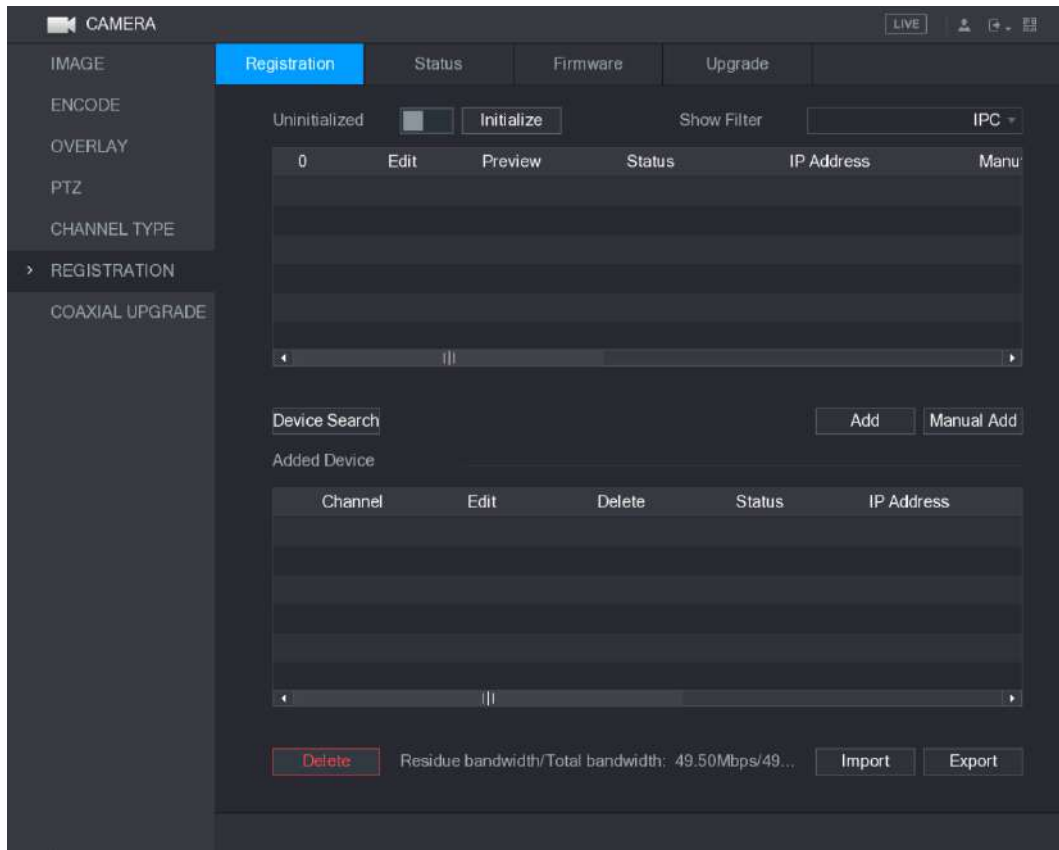 CAMERA
LIVE
IMAGE
ENCODE
OVERLAY
PTZ
CHANNEL TYPE
REGISTRATION
COAXIAL UPGRADE
Registration Status Firmware Upgrade
Uninitialized Initialize Show Filter IPC
0 Edit Preview Status IP Address Manu
Device Search Add Manual Add
Added Device
Channel Edit Delete Status IP Address
Delete Residue bandwidth/Total bandwidth: 49.50Mbps/49... Import Export